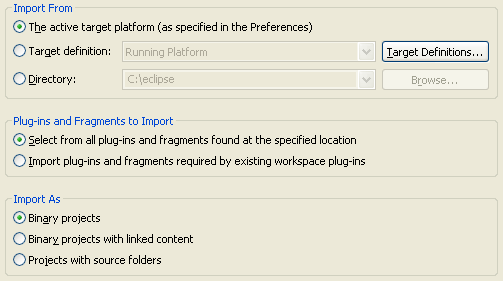 Import From
The active target platform (as specified in the Preferences)
Target definition: Running Platform Target Definitions...
Directory: C:\eclipse Browse...
Plug-ins and Fragments to Import
Select from all plug-ins and fragments found at the specified location
Import plug-ins and fragments required by existing workspace plug-ins
Import As
Binary projects
Binary projects with linked content
Projects with source folders